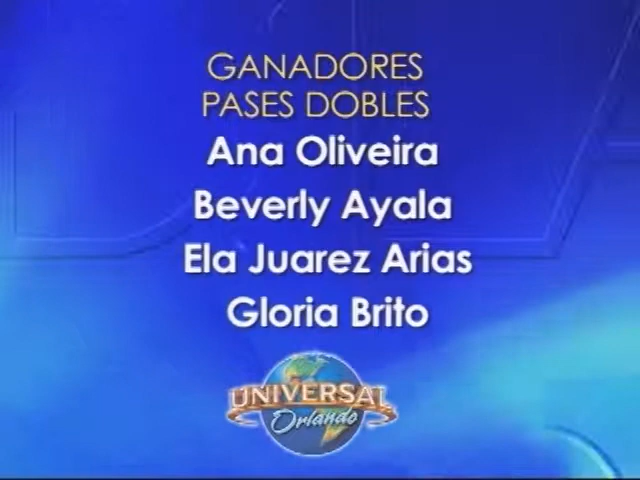 GANADORES
PASES DOBLES
Ana Oliveira
Beverly Ayala
Ela Juarez Arias
Gloria Brito
UNIVERSAL
Orlando